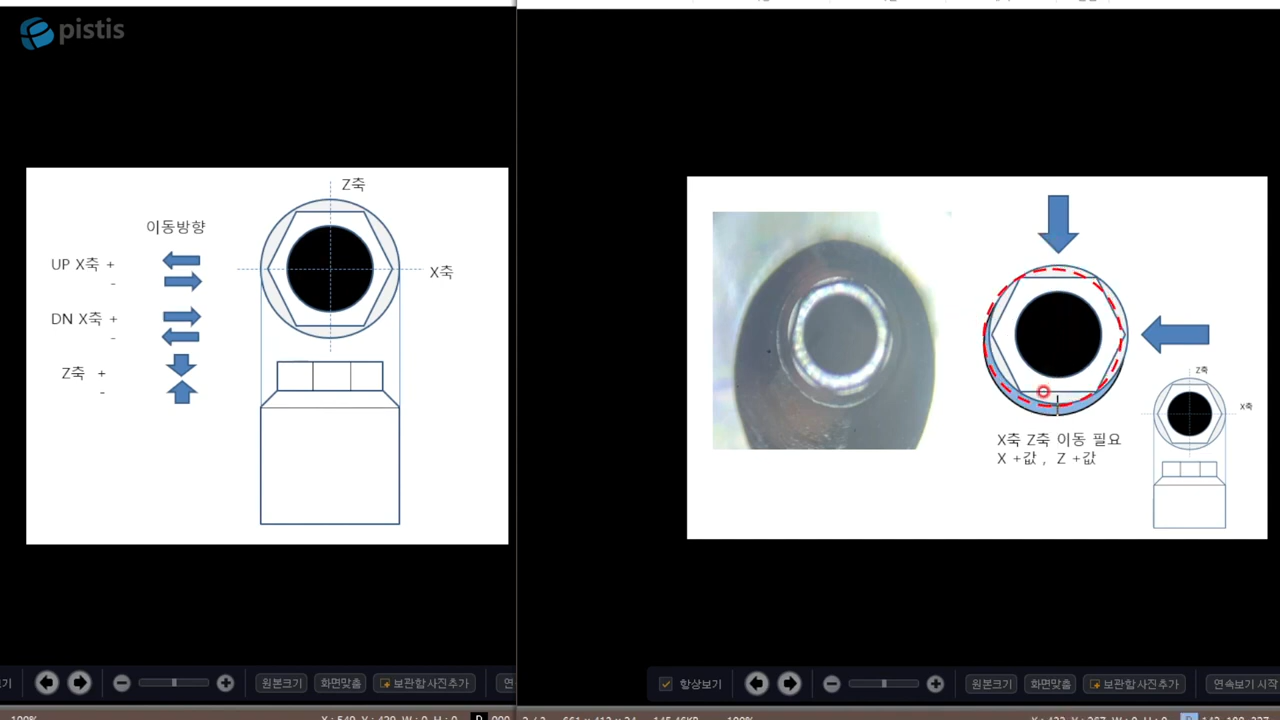 pistis
Z축
이동방향
UP X축 +
-
X축
DN X축 +
-
Z축 +
-
Z축
X축
X축 Z축 이동 필요
X +값 , Z +값
원본크기
화면맞춤
보관함사진추가
항상보기
원본크기
화면맞춤
보관함사진추가
연속보기 시작
100%
100%